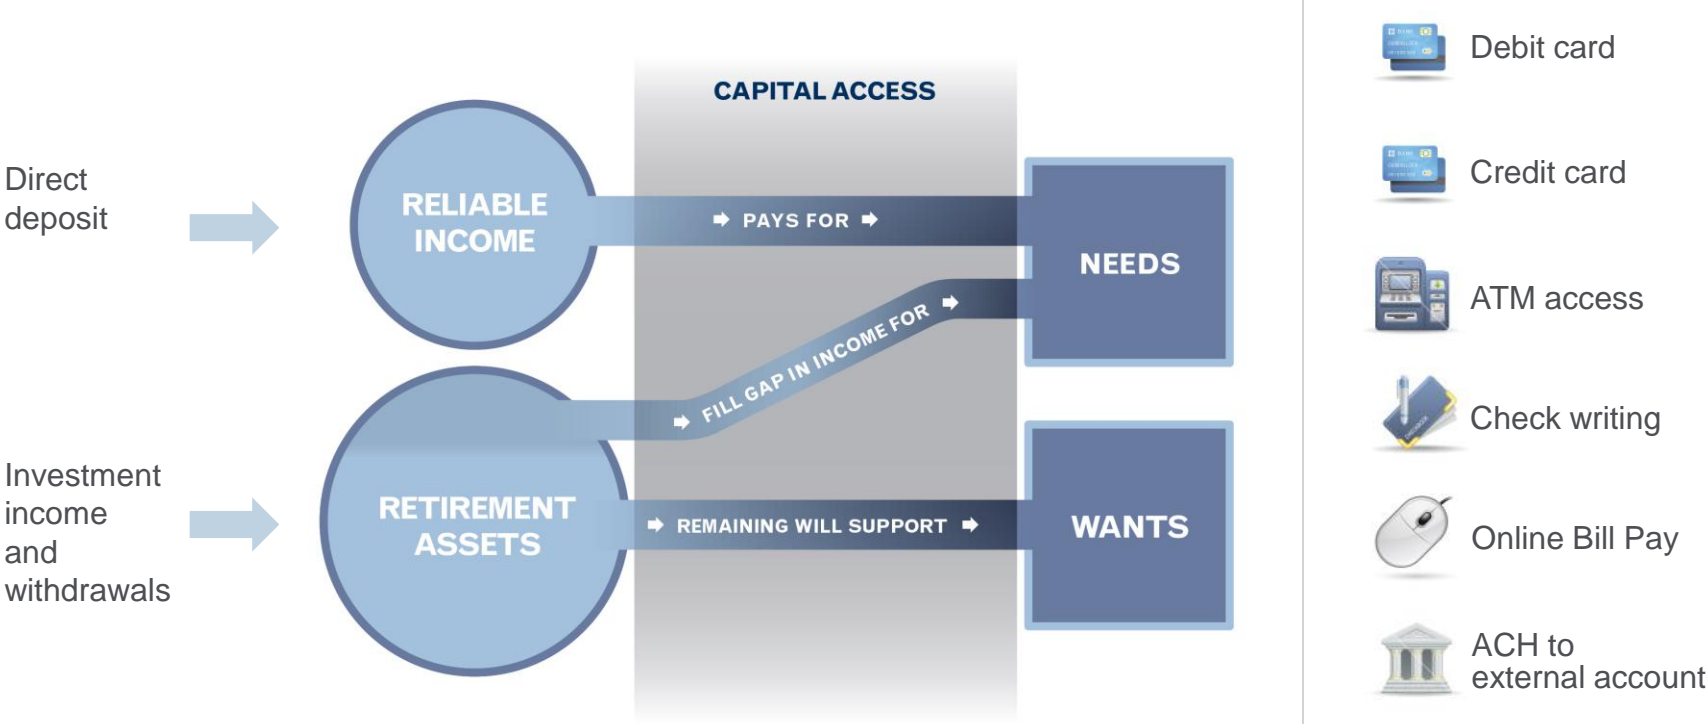 Direct
deposit
Investment
income
and
withdrawals
CAPITAL ACCESS
RELIABLE
INCOME
PAYS FOR
NEEDS
FILL GAP IN INCOME FOR
RETIREMENT
ASSETS
REMAINING WILL SUPPORT
WANTS
Debit card
Credit card
ATM access
Check writing
Online Bill Pay
ACH to
external account